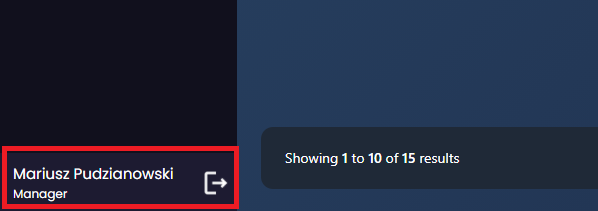 Showing 1 to 10 of 15 results
Mariusz Pudzianowski
Manager